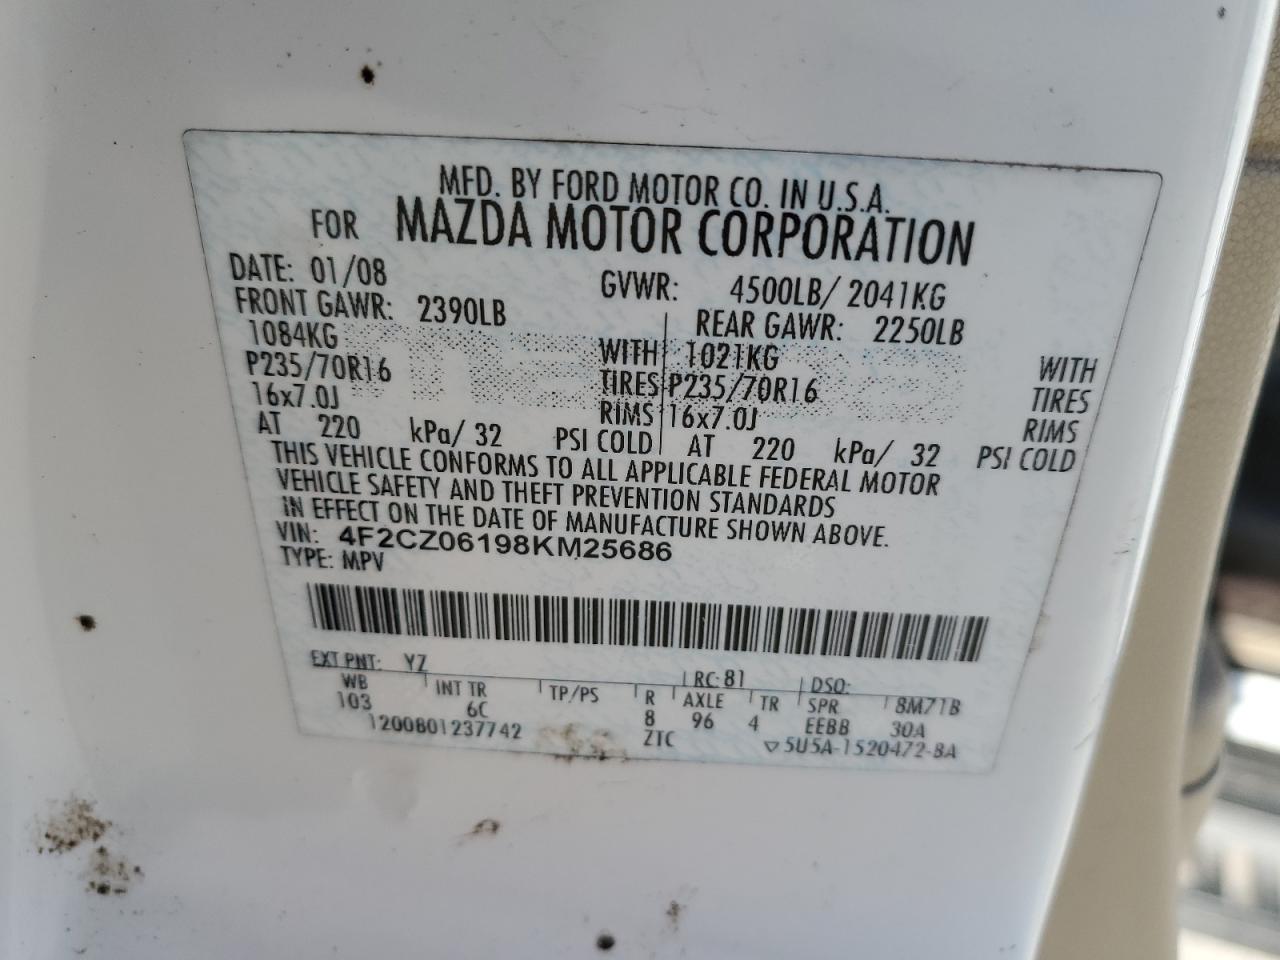 MFD. BY FORD MOTOR CO. IN U.S.A.
FOR MAZDA MOTOR CORPORATION
DATE: 01/08 GVWR: 4500LB/ 2041KG
FRONT GAWR: 2390LB REAR GAWR: 2250LB
1084KG WITH 1021KG WITH
P235/70R16 TIRES P235/70R16 TIRES
16x7.0J RIMS 16x7.0J RIMS
AT 220 kPa/ 32 PSI COLD AT 220 kPa/ 32 PSI COLD
THIS VEHICLE CONFORMS TO ALL APPLICABLE FEDERAL MOTOR
VEHICLE SAFETY AND THEFT PREVENTION STANDARDS
IN EFFECT ON THE DATE OF MANUFACTURE SHOWN ABOVE.
VIN: 4F2CZ06198KM25686
TYPE: MPV
EXT PNT: YZ RC: 81 DSO:
WB INT TR TP/PS R AXLE TR SPR 8M71B
103 6C 8 96 4 EEBB 30A
1200801237742 ZTC ▽5U5A-1520472-BA